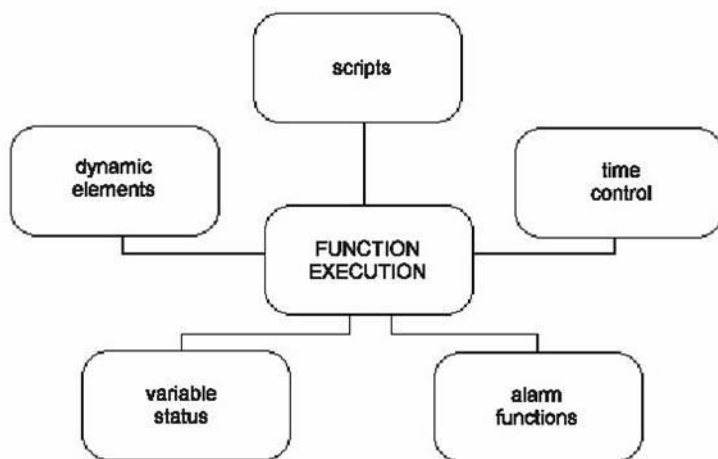 scripts
dynamic
elements
time
control
FUNCTION
EXECUTION
variable
status
alarm
functions